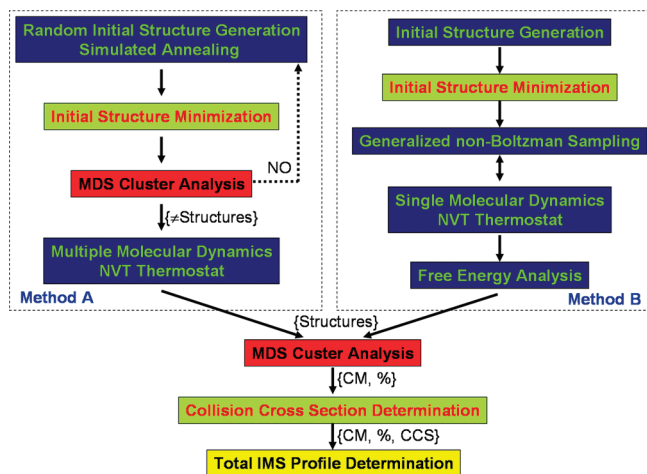 Random Initial Structure Generation
Simulated Annealing
Initial Structure Minimization
MDS Cluster Analysis
NO
{≠Structures}
Multiple Molecular Dynamics
NVT Thermostat
Method A
Initial Structure Generation
Initial Structure Minimization
Generalized non-Boltzman Sampling
Single Molecular Dynamics
NVT Thermostat
Free Energy Analysis
Method B
{Structures}
MDS Custer Analysis
{CM, %}
Collision Cross Section Determination
{CM, %, CCS}
Total IMS Profile Determination